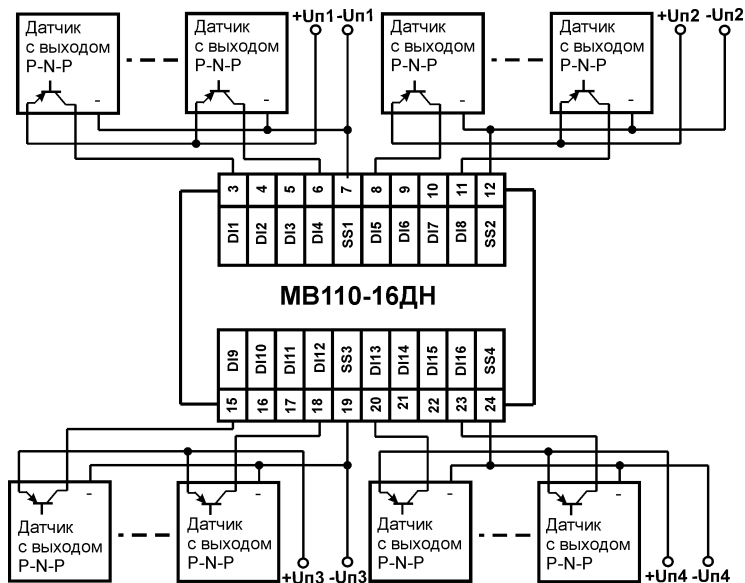 +Uп1 -Uп1 +Uп2 -Uп2
Датчик
с выходом
P-N-P
-
Датчик
с выходом
P-N-P
-
Датчик
с выходом
P-N-P
-
Датчик
с выходом
P-N-P
-
3 4 5 6 7 8 9 10 11 12
DI1 DI2 DI3 DI4 SS1 DI5 DI6 DI7 DI8 SS2
МВ110-16ДН
DI9 DI10 DI11 DI12 SS3 DI13 DI14 DI15 DI16 SS4
15 16 17 18 19 20 21 22 23 24
-
Датчик
с выходом
P-N-P
-
Датчик
с выходом
P-N-P
-
Датчик
с выходом
P-N-P
-
Датчик
с выходом
P-N-P
+Uп3 -Uп3 +Uп4 -Uп4